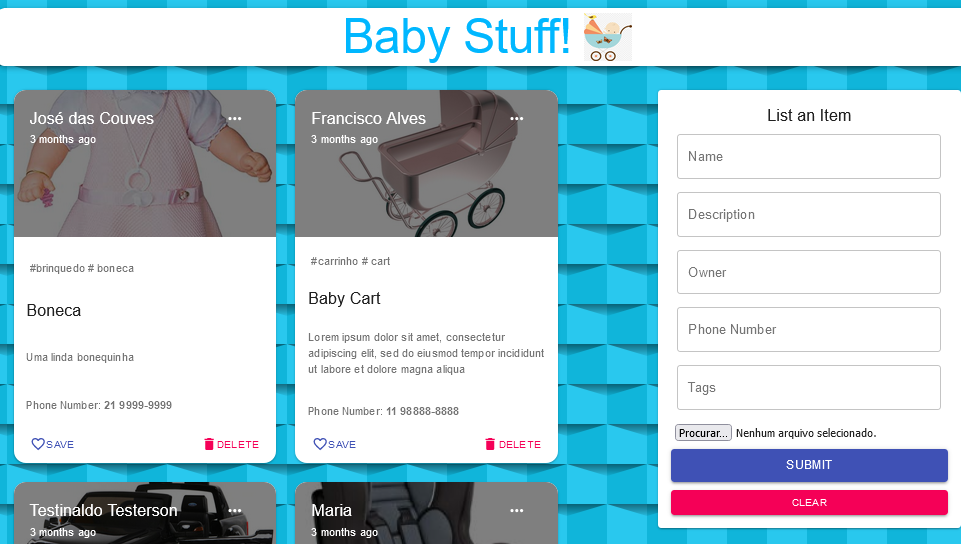 Baby Stuff!
José das Couves
3 months ago
#brinquedo # boneca
Boneca
Uma linda bonequinha
Phone Number: 21 9999-9999
SAVE
DELETE
Francisco Alves
3 months ago
#carrinho # cart
Baby Cart
Lorem ipsum dolor sit amet, consectetur
adipiscing elit, sed do eiusmod tempor incididunt
ut labore et dolore magna aliqua
Phone Number: 11 98888-8888
SAVE
DELETE
Testinaldo Testerson
3 months ago
Maria
3 months ago
List an Item
Name
Description
Owner
Phone Number
Tags
Procurar... Nenhum arquivo selecionado.
SUBMIT
CLEAR